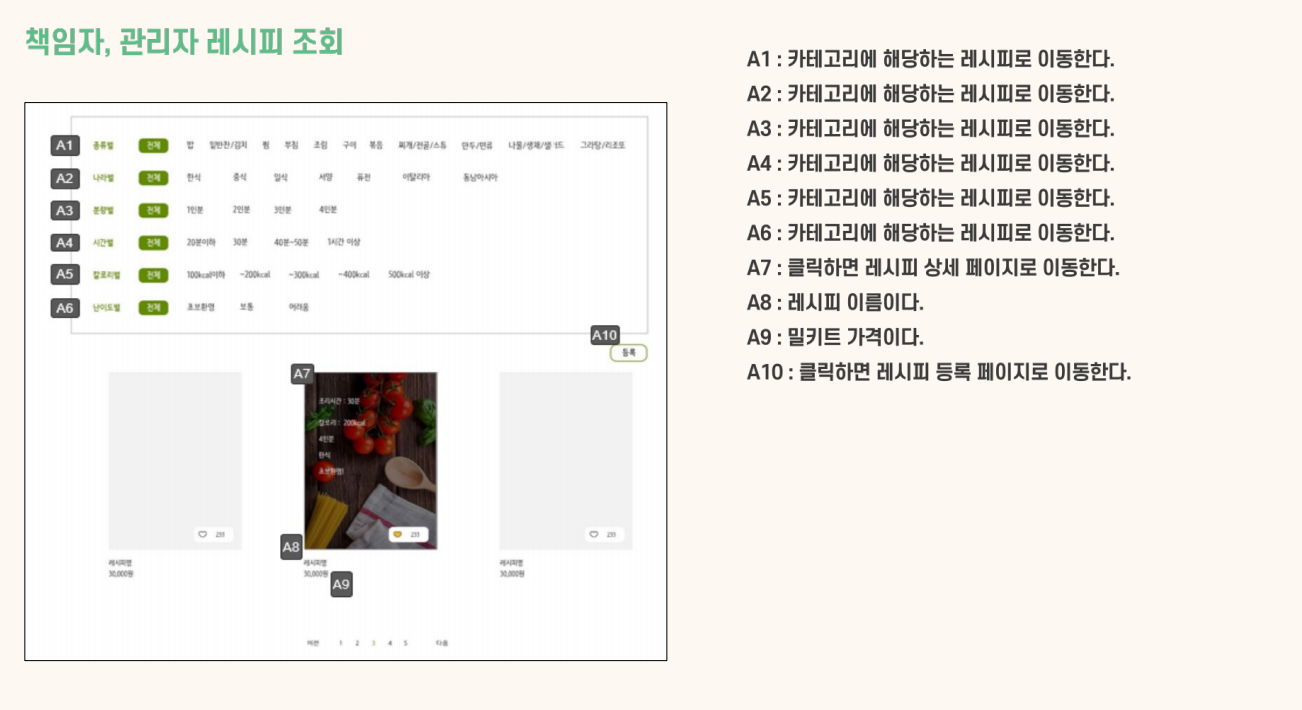 책임자, 관리자 레시피 조회
A1 종류별 전체 밥 밑반찬/김치 찜 부침 조림 구이 볶음 찌개/전골/스튜 만두/면류 나물/생채/샐러드 그라탕/리조또
A2 나라별 전체 한식 중식 일식 서양 퓨전 이탈리아 동남아시아
A3 분량별 전체 1인분 2인분 3인분 4인분
A4 시간별 전체 20분이하 30분 40분~50분 1시간 이상
A5 칼로리별 전체 100kcal이하 ~200kcal ~300kcal ~400kcal 500kcal 이상
A6 난이도별 전체 초보환영 보통 어려움
A10
등록
A7
조리시간 : 30분
칼로리 : 200kcal
4인분
한식
초보환영!
233 233 233
A8
레시피명 레시피명 레시피명
30,000원 30,000원 30,000원
A9
이전 1 2 3 4 5 다음
A1 : 카테고리에 해당하는 레시피로 이동한다.
A2 : 카테고리에 해당하는 레시피로 이동한다.
A3 : 카테고리에 해당하는 레시피로 이동한다.
A4 : 카테고리에 해당하는 레시피로 이동한다.
A5 : 카테고리에 해당하는 레시피로 이동한다.
A6 : 카테고리에 해당하는 레시피로 이동한다.
A7 : 클릭하면 레시피 상세 페이지로 이동한다.
A8 : 레시피 이름이다.
A9 : 밀키트 가격이다.
A10 : 클릭하면 레시피 등록 페이지로 이동한다.